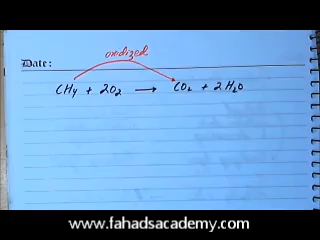 oxidized
Date:
CH4 + 2O2 → CO2 + 2H2O
www.fahadsacademy.com